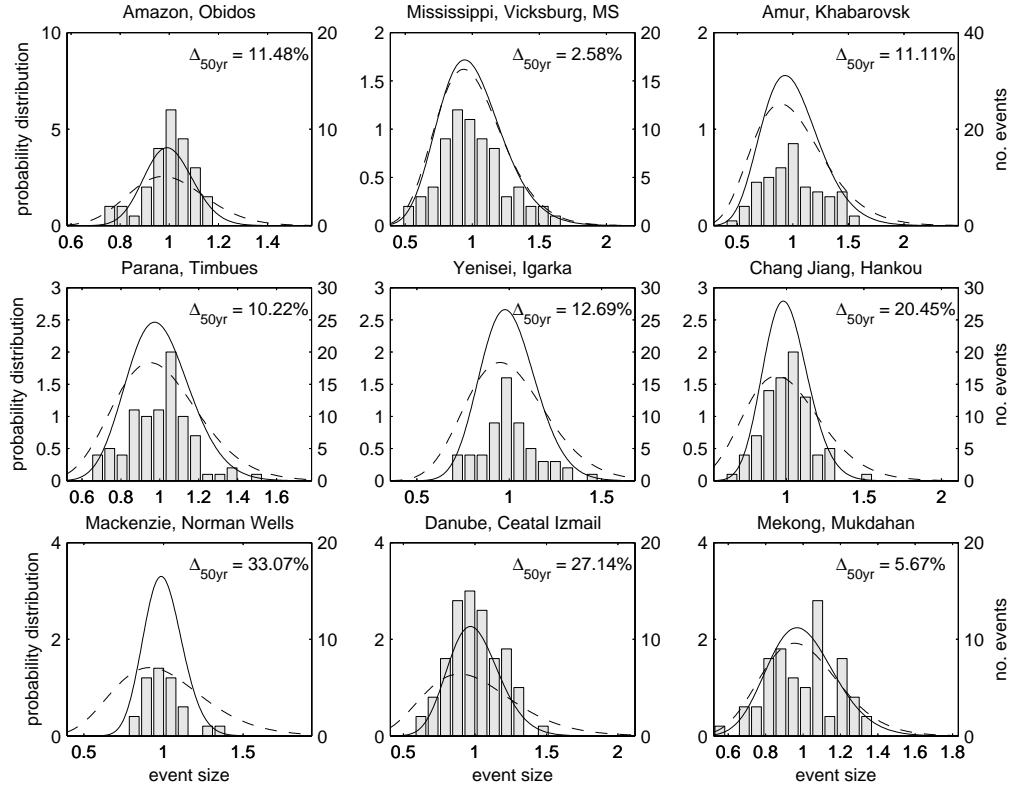 Amazon, Obidos
Mississippi, Vicksburg, MS
Amur, Khabarovsk
10 20 2 20 2 40
Δ50yr = 11.48%
Δ50yr = 2.58%
Δ50yr = 11.11%
1.5
5 10 1 10 1 20
0.5
0 0 0 0 0 0
0.6 0.8 1 1.2 1.4
0.5 1 1.5 2
0.5 1 1.5 2
probability distribution
no. events
Parana, Timbues
Yenisei, Igarka
Chang Jiang, Hankou
3 30 3 30 3 30
Δ50yr = 10.22%
Δ50yr = 12.69%
Δ50yr = 20.45%
2.5 25 2.5 25 2.5 25
2 20 2 20 2 20
1.5 15 1.5 15 1.5 15
1 10 1 10 1 10
0.5 5 0.5 5 0.5 5
0 0 0 0 0 0
0.6 0.8 1 1.2 1.4 1.6
0.5 1 1.5
1 1.5 2
probability distribution
no. events
Mackenzie, Norman Wells
Danube, Ceatal Izmail
Mekong, Mukdahan
4 20 4 20 4 20
Δ50yr = 33.07%
Δ50yr = 27.14%
Δ50yr = 5.67%
2 10 2 10 2 10
0 0 0 0 0 0
0.5 1 1.5
0.5 1 1.5 2
0.6 0.8 1 1.2 1.4 1.6 1.8
probability distribution
no. events
event size
event size
event size